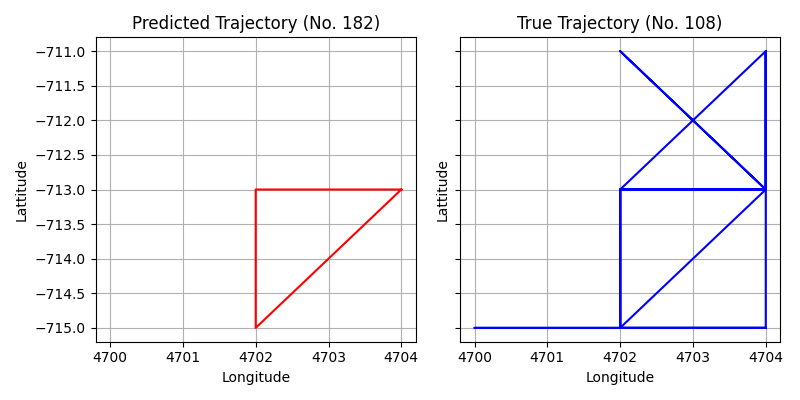 Predicted Trajectory (No. 182)
−711.0
−711.5
−712.0
−712.5
−713.0
−713.5
−714.0
−714.5
−715.0
Lattitude
4700 4701 4702 4703 4704
Longitude
True Trajectory (No. 108)
Lattitude
4700 4701 4702 4703 4704
Longitude